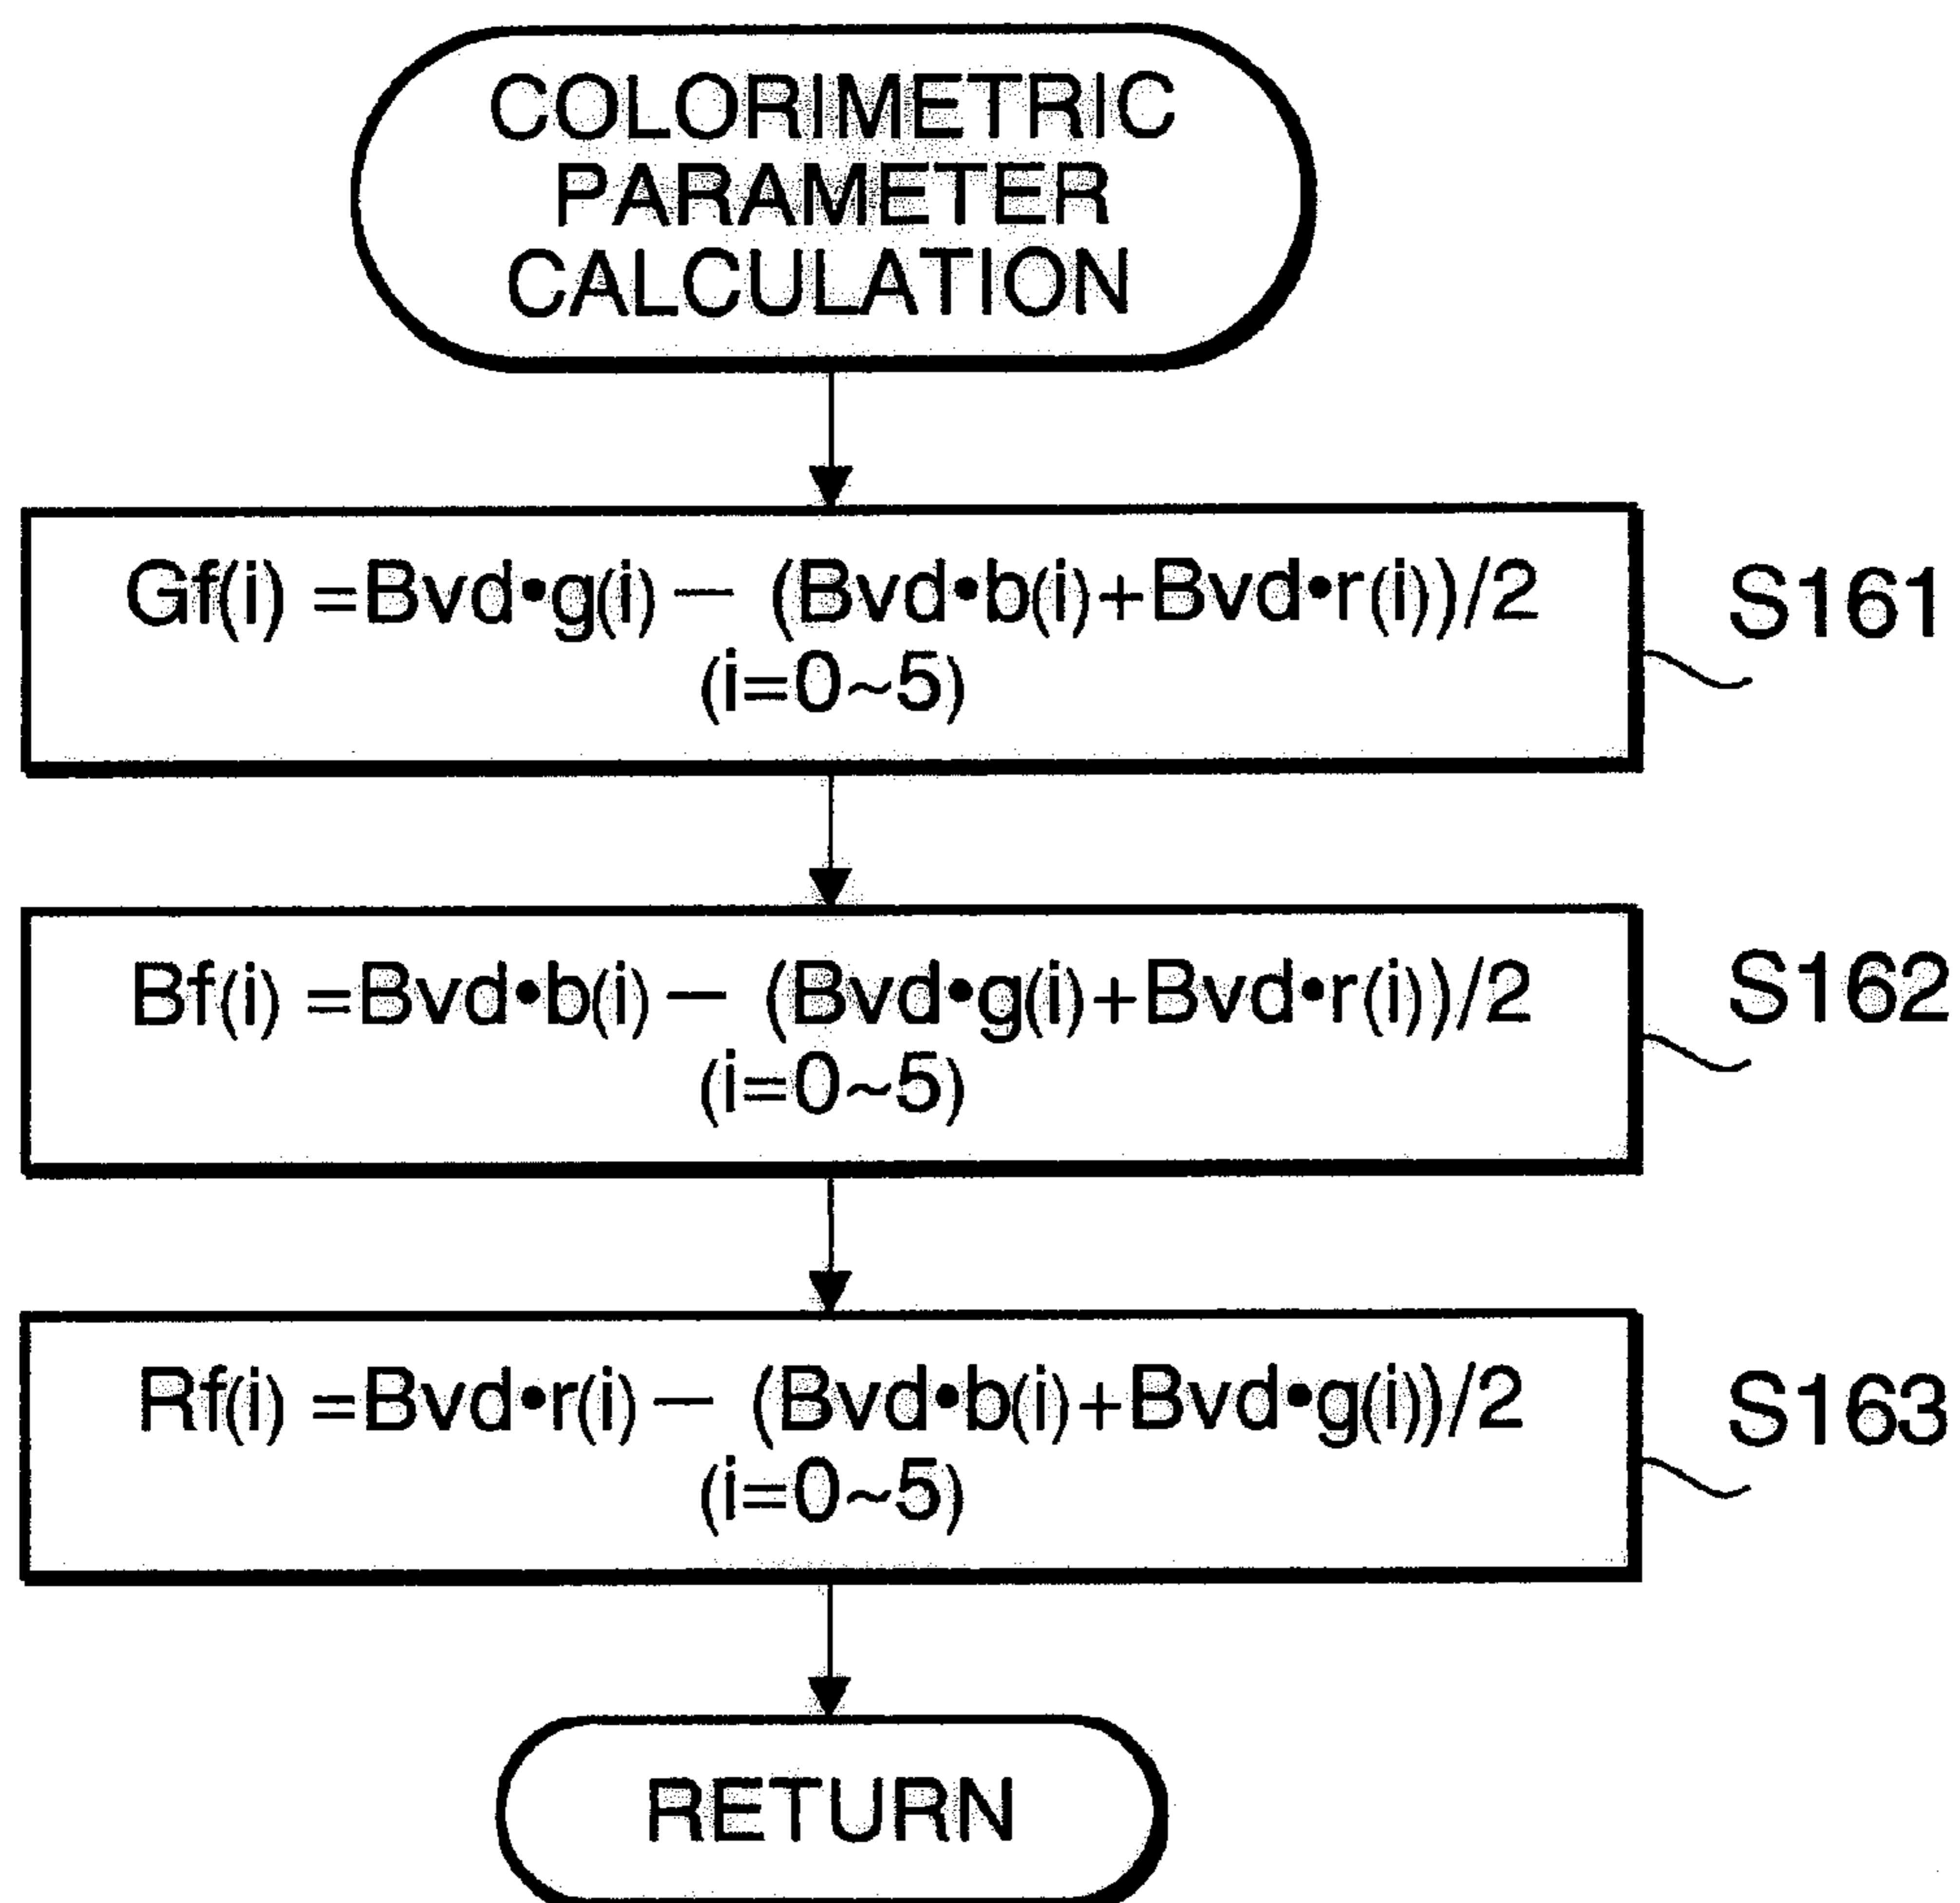 COLORIMETRIC
PARAMETER
CALCULATION
Gf(i) =Bvd•g(i)— (Bvd•b(i)+Bvd•r(i))/2
(i=0~5)
S161
Bf(i) =Bvd•b(i)— (Bvd•g(i)+Bvd•r(i))/2
(i=0~5)
S162
Rf(i) =Bvd•r(i)— (Bvd•b(i)+Bvd•g(i))/2
(i=0~5)
S163
RETURN